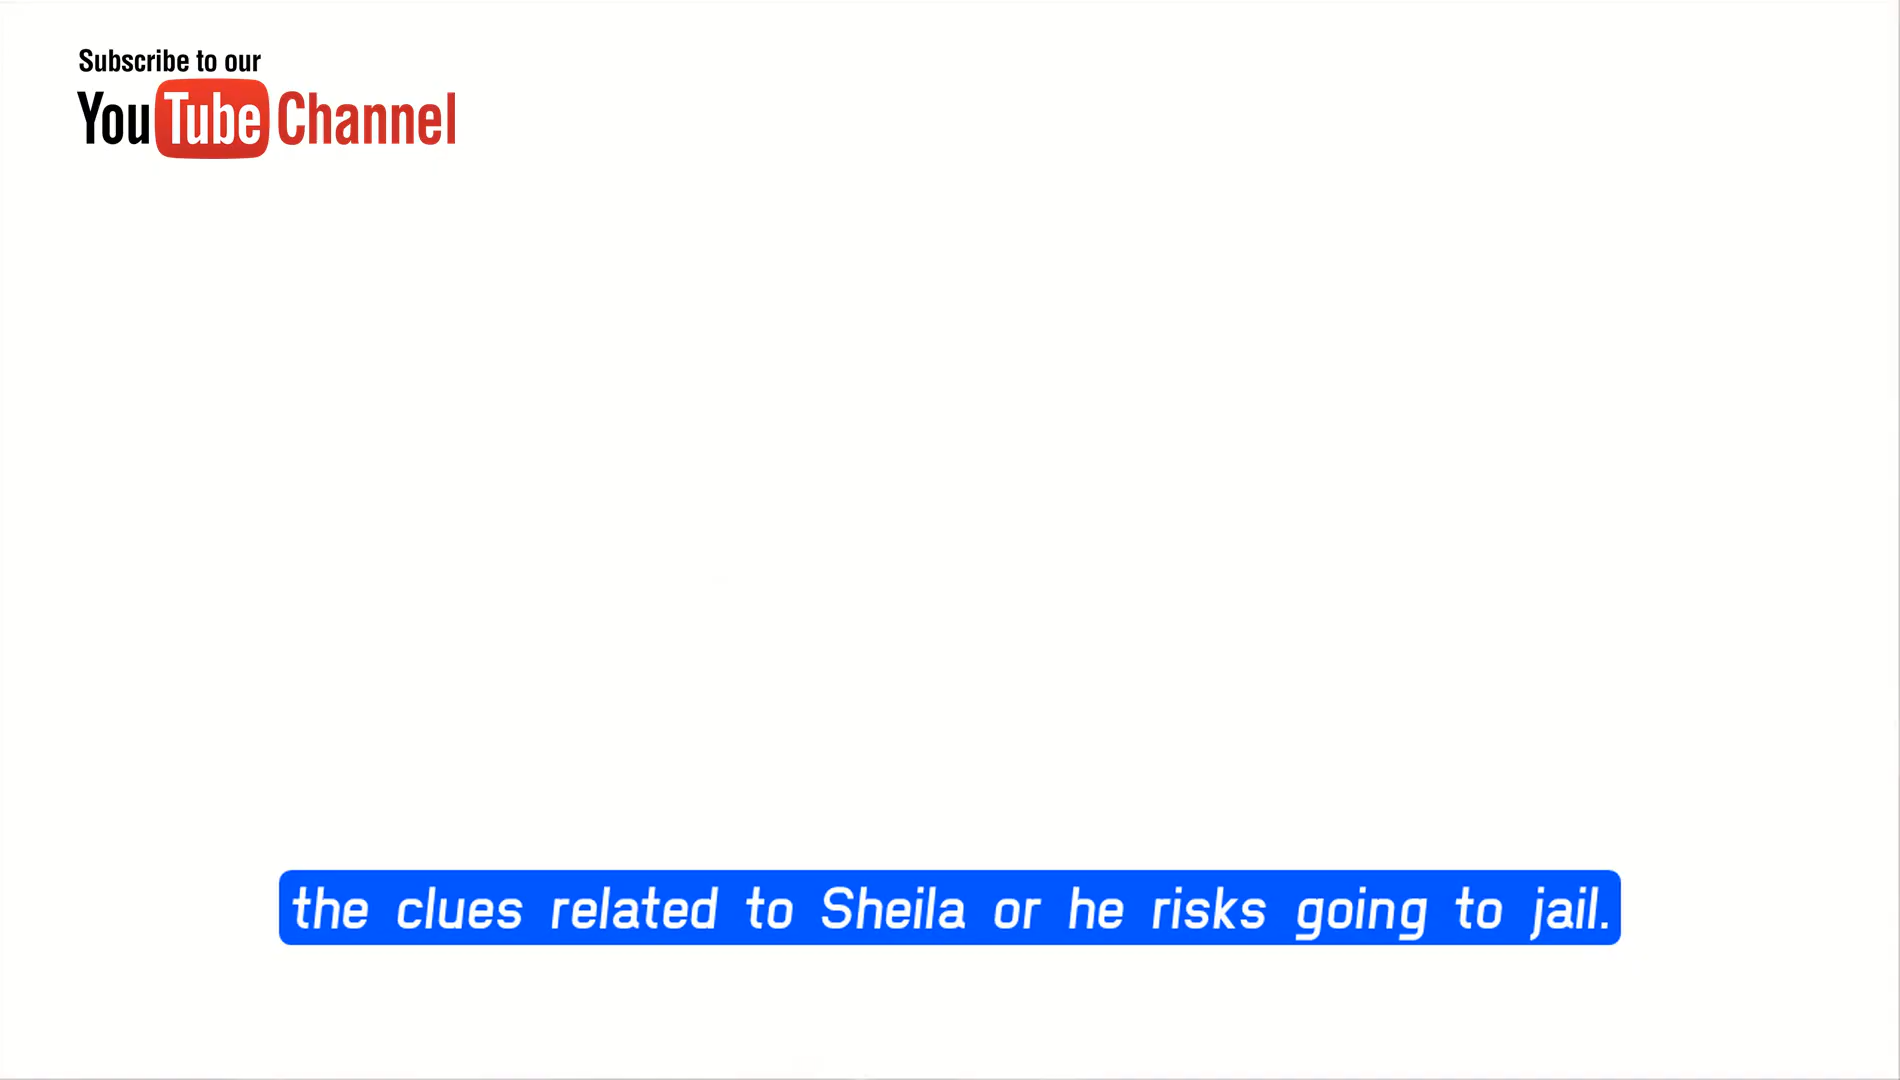 Subscribe to our
YouTube Channel
the clues related to Sheila or he risks going to jail.